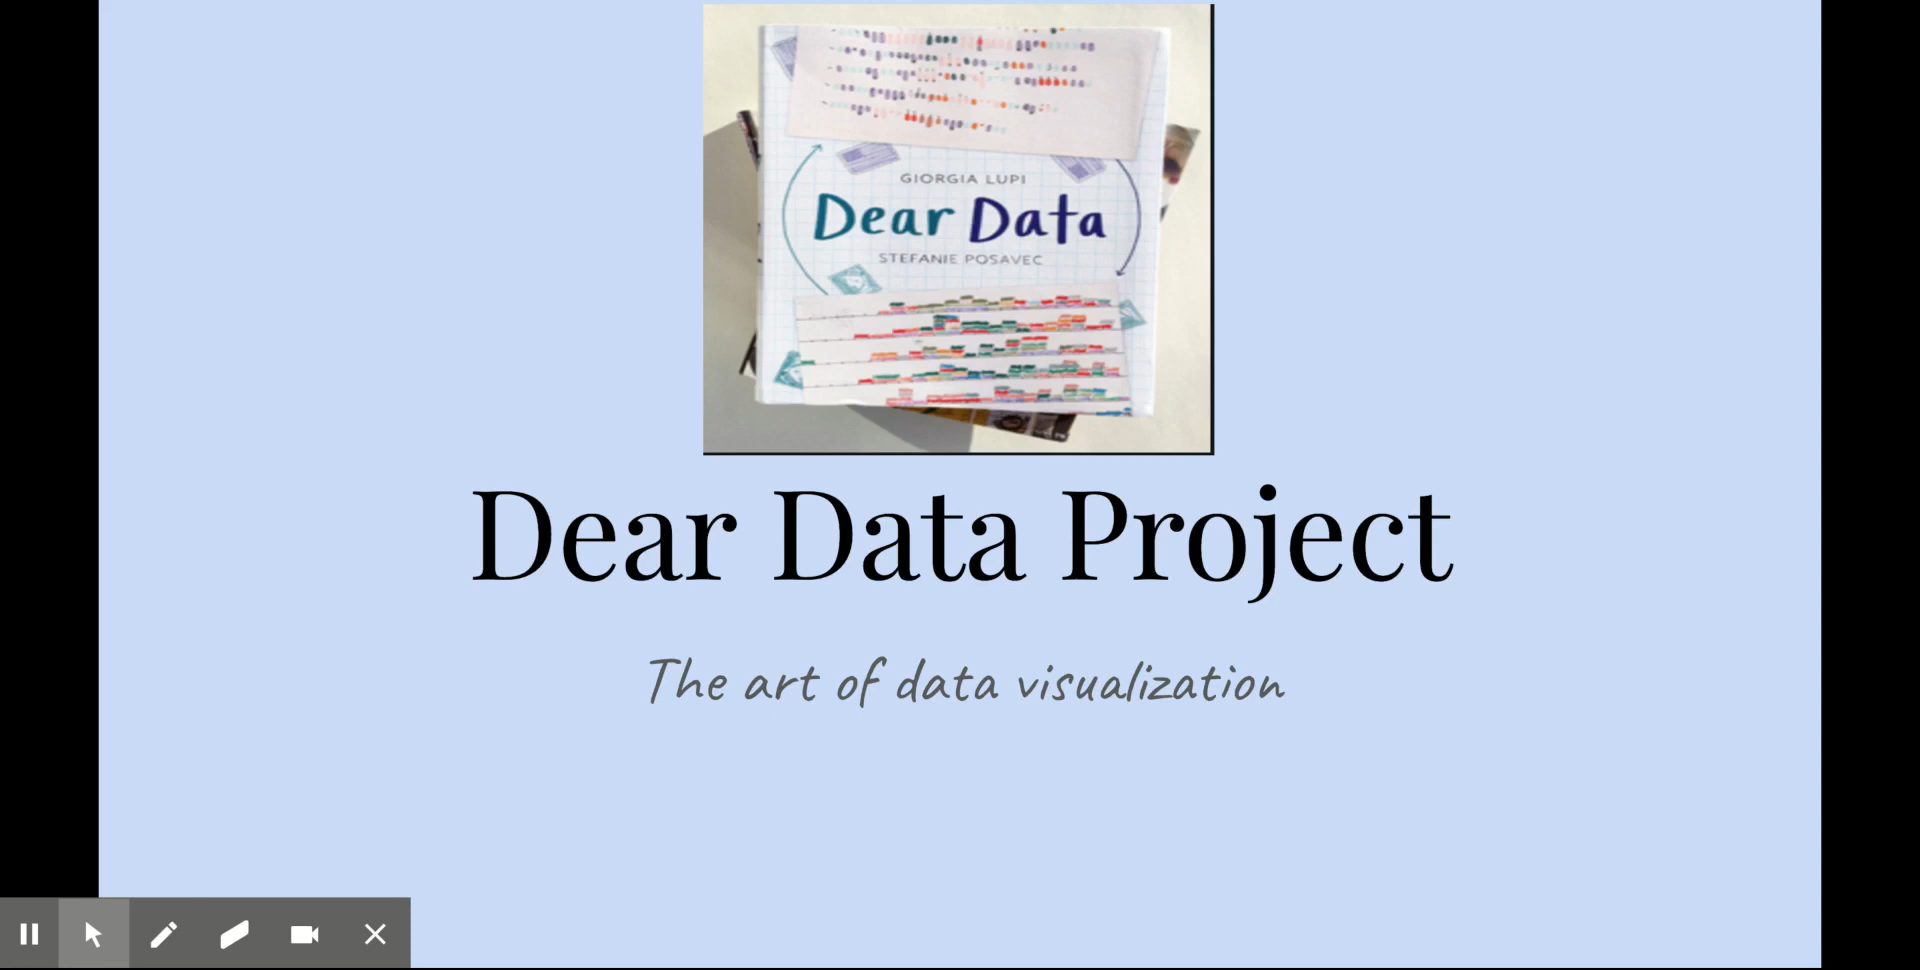 GIORGIA LUPI
Dear Data
STEFANIE POSAVEC
Dear Data Project
The art of data visualization